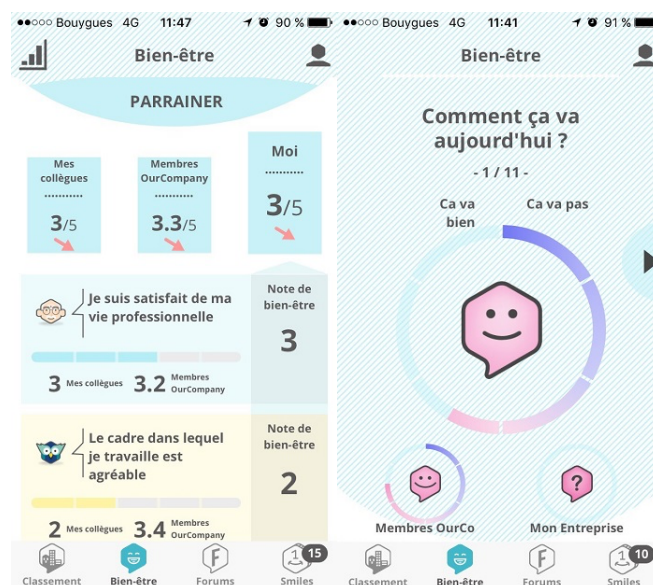 Bouygues 4G 11:47 90 %
Bien-être
PARRAINER
Mes
collègues
3/5
Membres
OurCompany
3.3/5
Moi
3/5
Je suis satisfait de ma
vie professionnelle
3 Mes collègues 3.2 Membres
OurCompany
Note de
bien-être
3
Le cadre dans lequel
je travaille est
agréable
2 Mes collègues 3.4 Membres
OurCompany
Note de
bien-être
2
F 1 15
Classement Bien-être Forums Smiles
Bouygues 4G 11:41 91 %
Bien-être
Comment ça va
aujourd'hui ?
- 1 / 11 -
Ca va
bien
Ca va pas
?
Membres OurCo Mon Entreprise
F 1 10
Classement Bien-être Forums Smiles